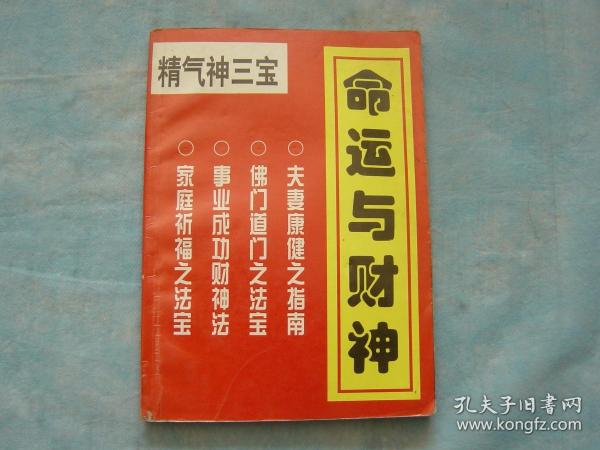 精气神三宝
命运与财神
○夫妻康健之指南
○佛门道门之法宝
○事业成功财神法
○家庭祈福之法宝
孔夫子旧书网
www.kongfz.com